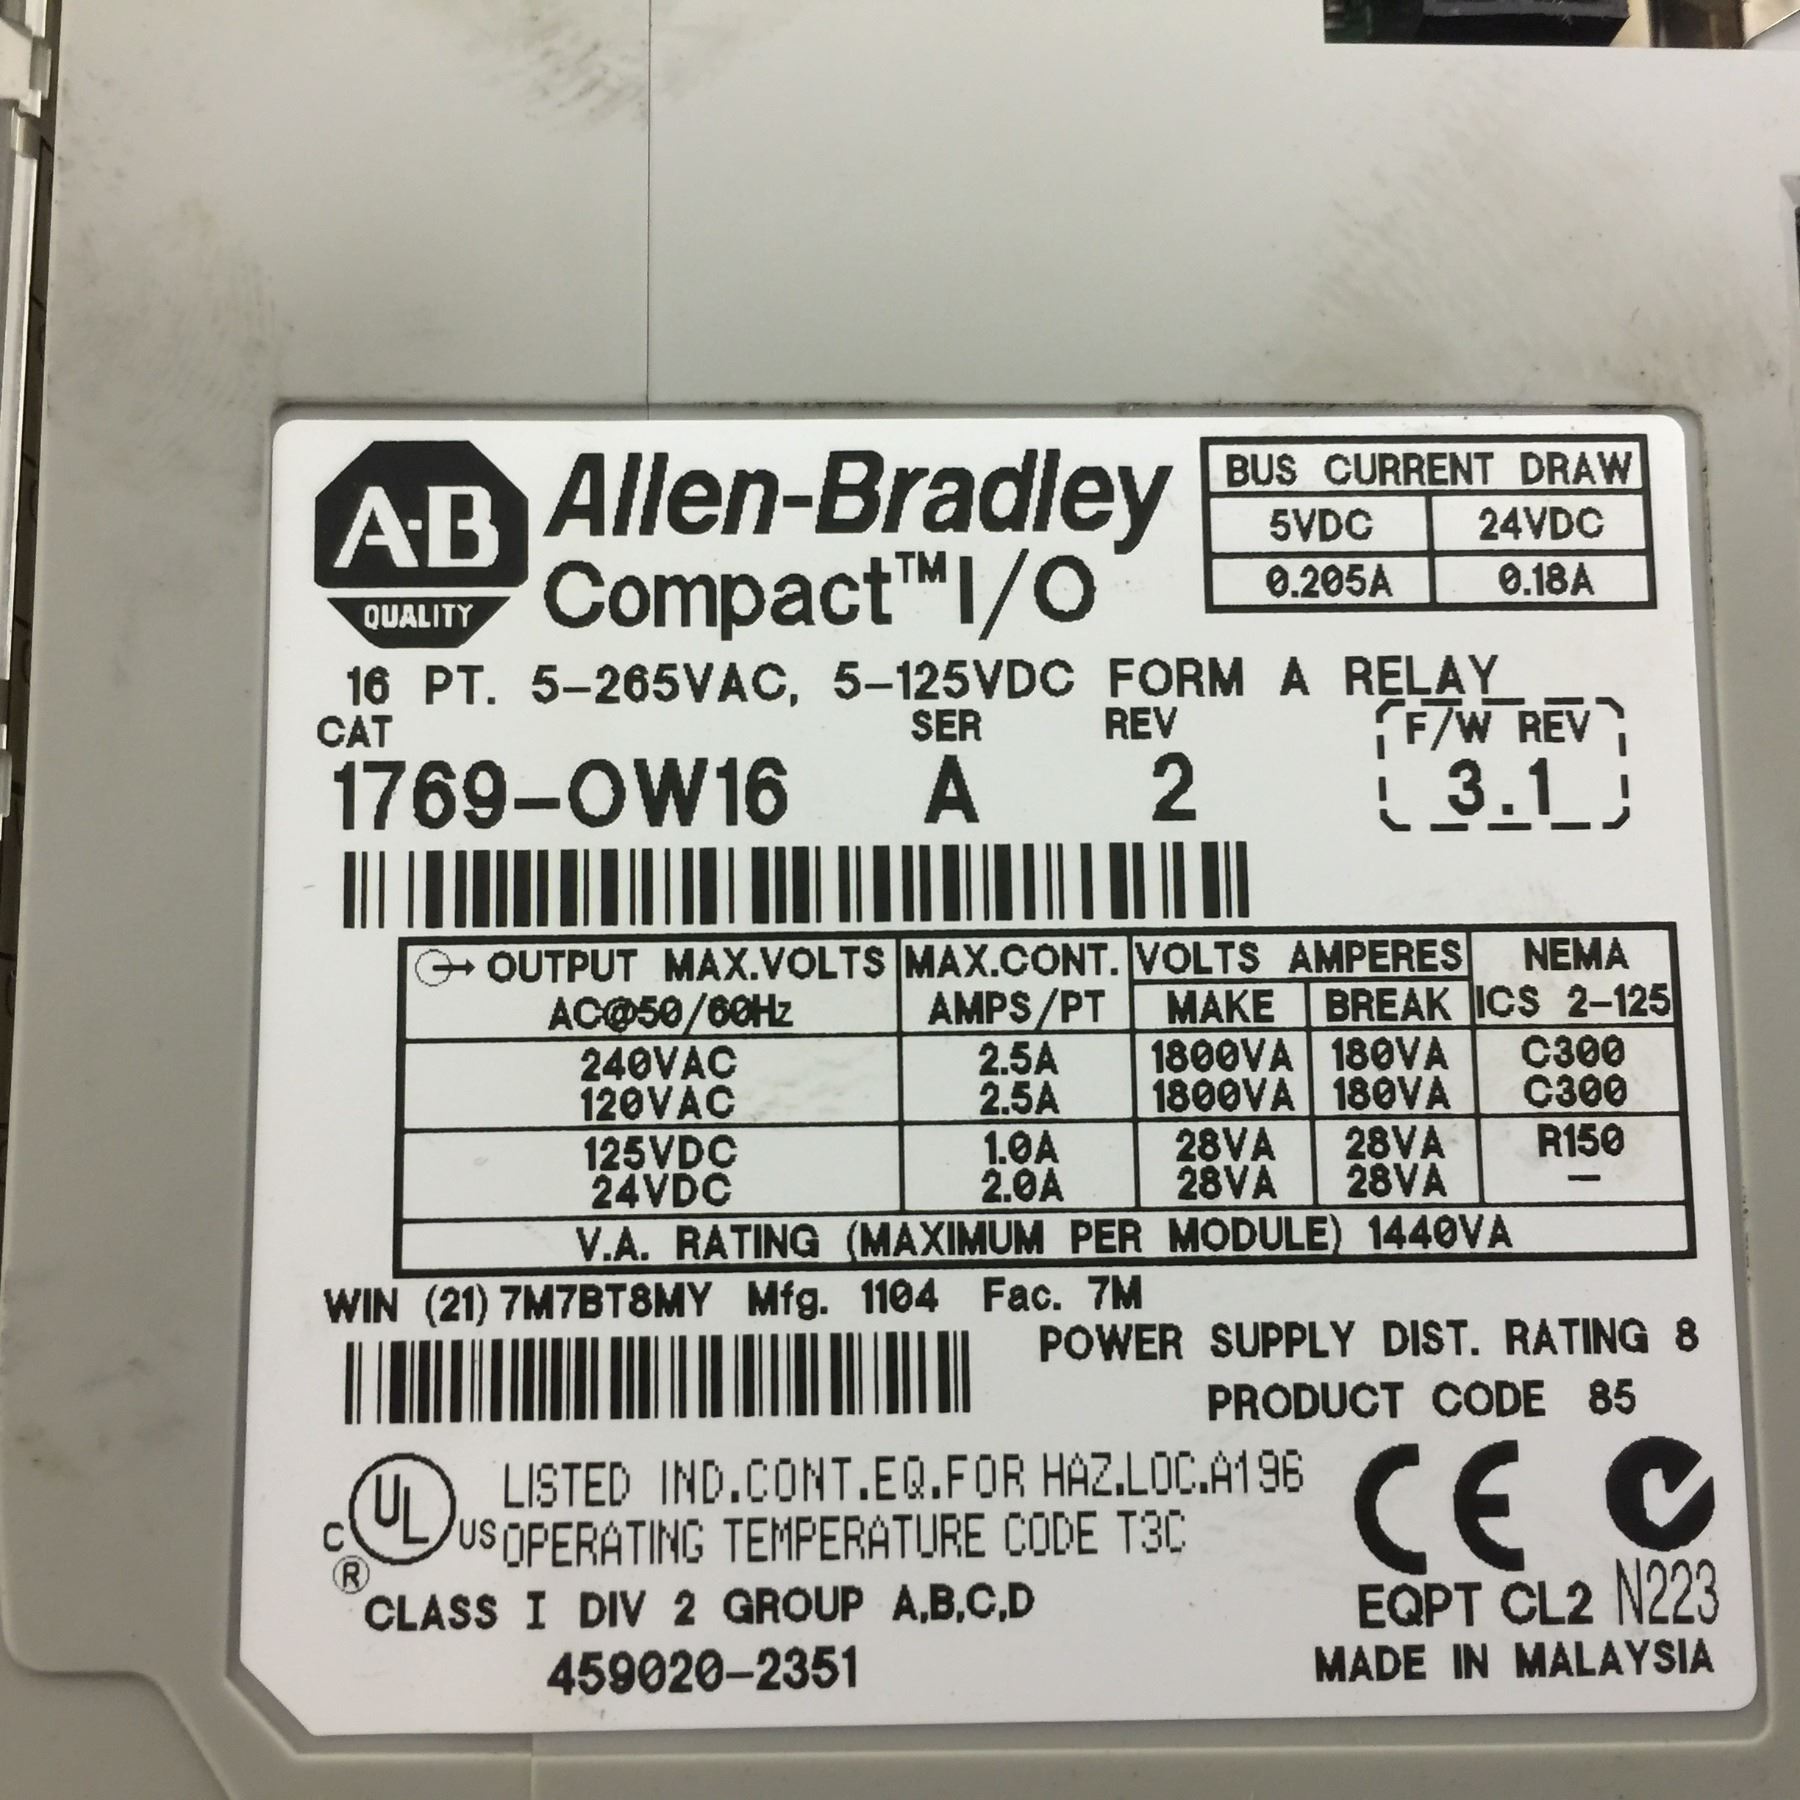 A-B
QUALITY
Allen-Bradley
Compact™ I/O
BUS CURRENT DRAW
5VDC 24VDC
0.205A 0.18A
16 PT. 5-265VAC, 5-125VDC FORM A RELAY
CAT SER REV F/W REV
1769-OW16 A 2 3.1
OUTPUT MAX.VOLTS MAX.CONT. VOLTS AMPERES NEMA
AC@50/60Hz AMPS/PT MAKE BREAK ICS 2-125
240VAC 2.5A 1800VA 180VA C300
120VAC 2.5A 1800VA 180VA C300
125VDC 1.0A 28VA 28VA R150
24VDC 2.0A 28VA 28VA —
V.A. RATING (MAXIMUM PER MODULE) 1440VA
WIN (21) 7M7BT8MY Mfg. 1104 Fac. 7M
POWER SUPPLY DIST. RATING 8
PRODUCT CODE 85
C UL US ®
LISTED IND.CONT.EQ.FOR HAZ.LOC.A196
OPERATING TEMPERATURE CODE T3C
CLASS I DIV 2 GROUP A,B,C,D
459020-2351
CE
EQPT CL2 N223
MADE IN MALAYSIA